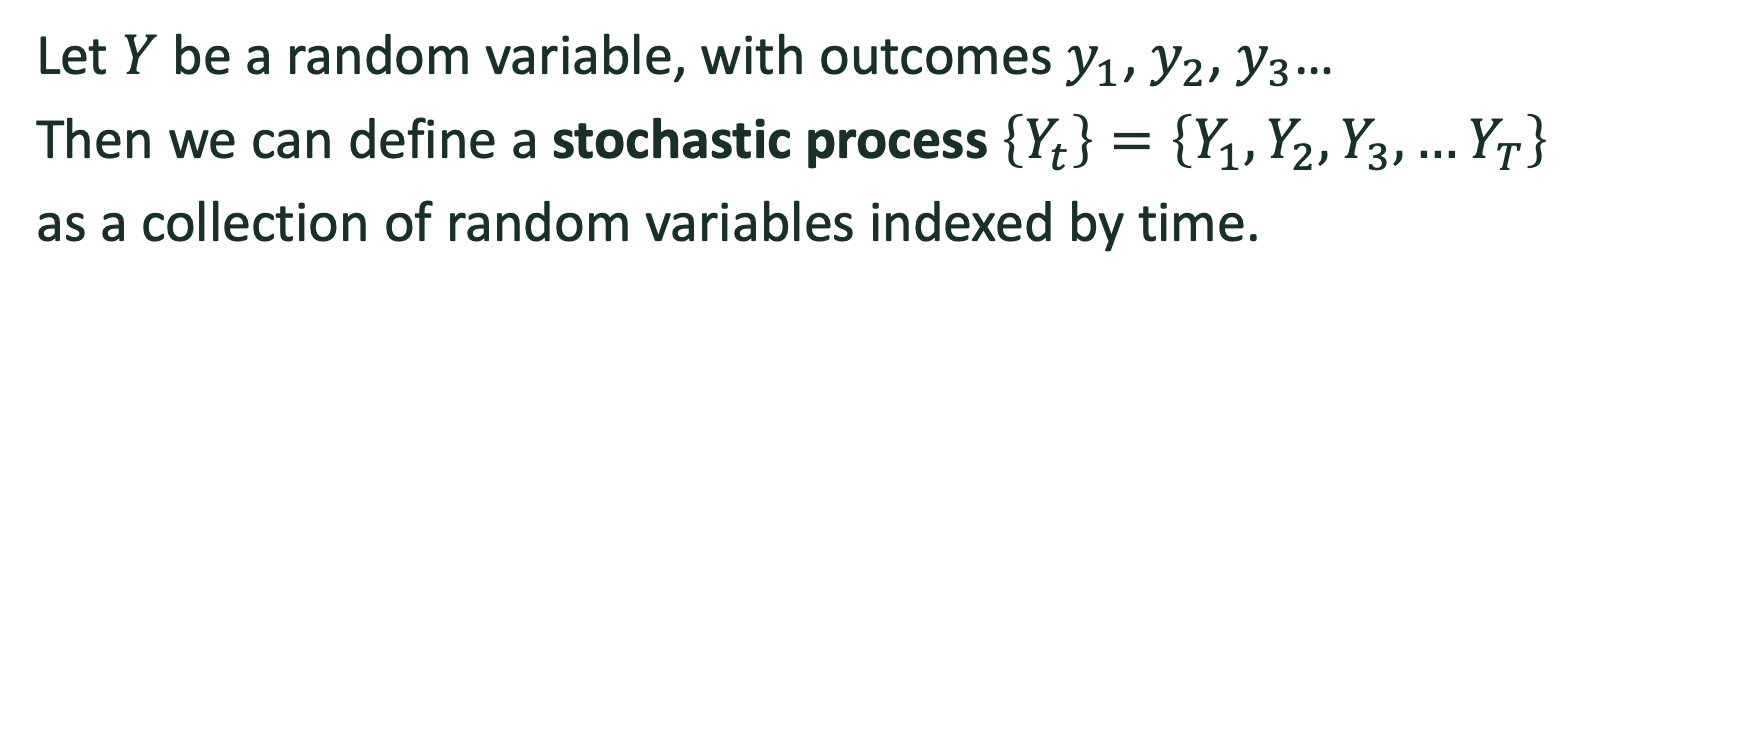 Let Y be a random variable, with outcomes y₁, y₂, y₃...
Then we can define a stochastic process {Yₜ} = {Y₁, Y₂, Y₃, ... Y_T}
as a collection of random variables indexed by time.